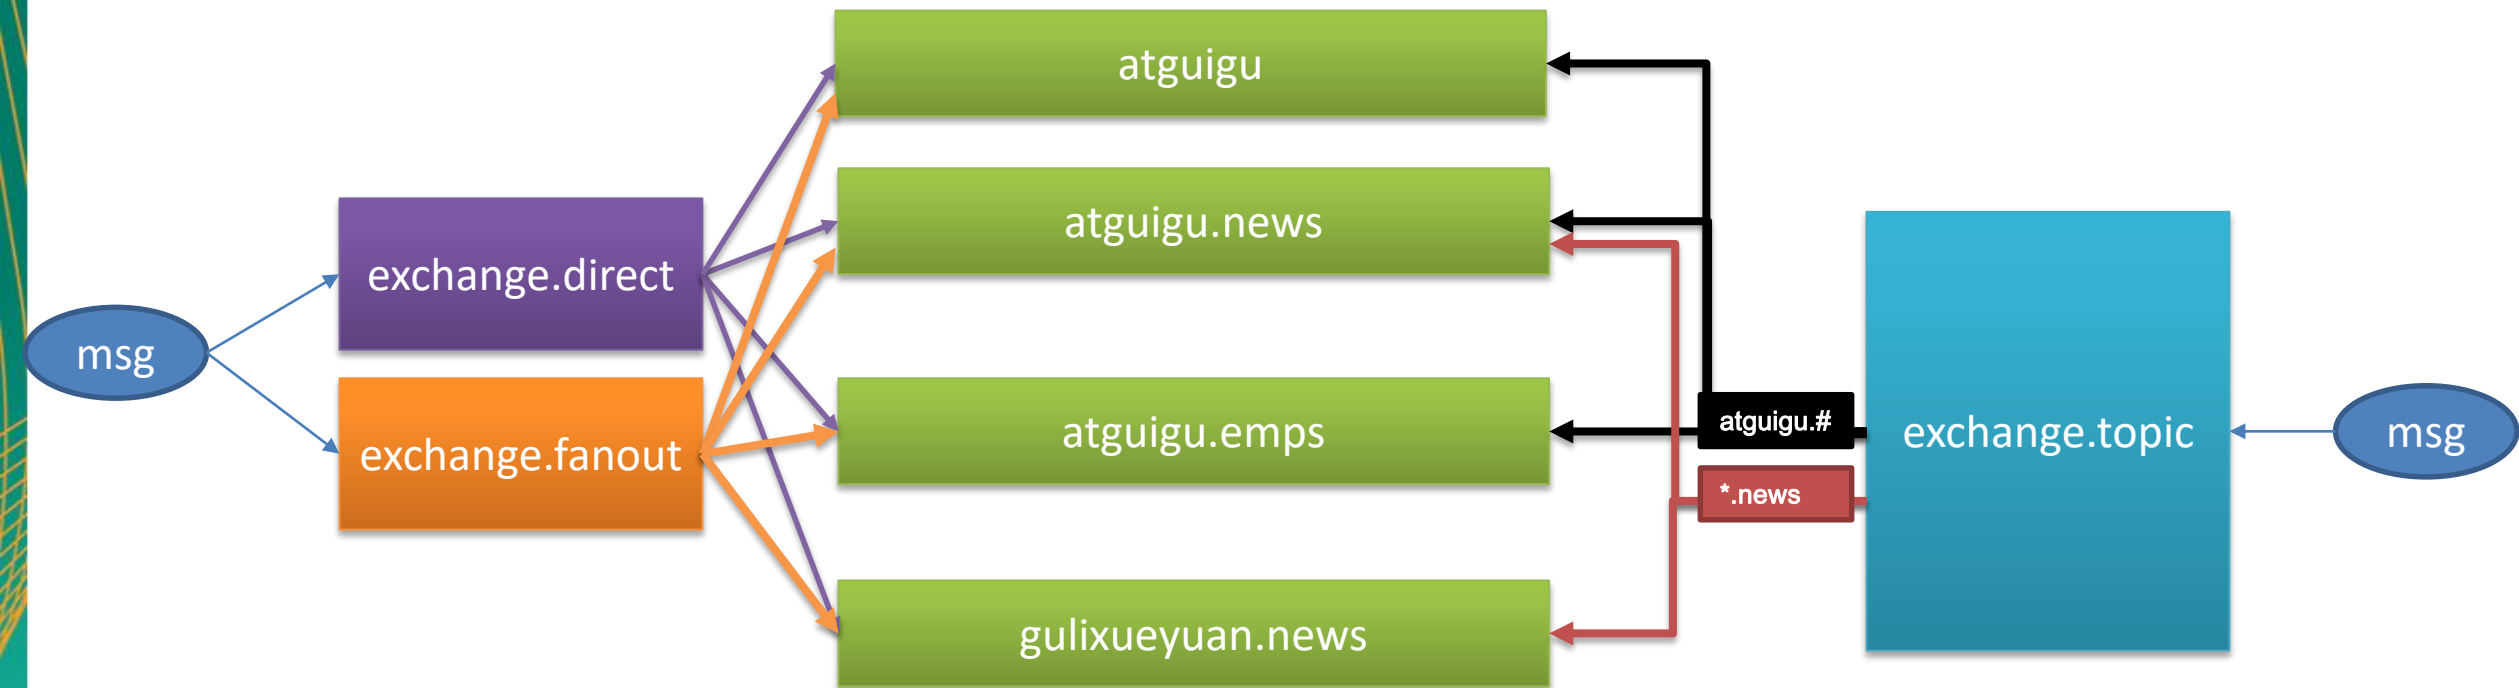 atguigu
atguigu.news
exchange.direct
msg
atguigu.emps
atguigu.#
exchange.topic
msg
exchange.fanout
*.news
gulixueyuan.news